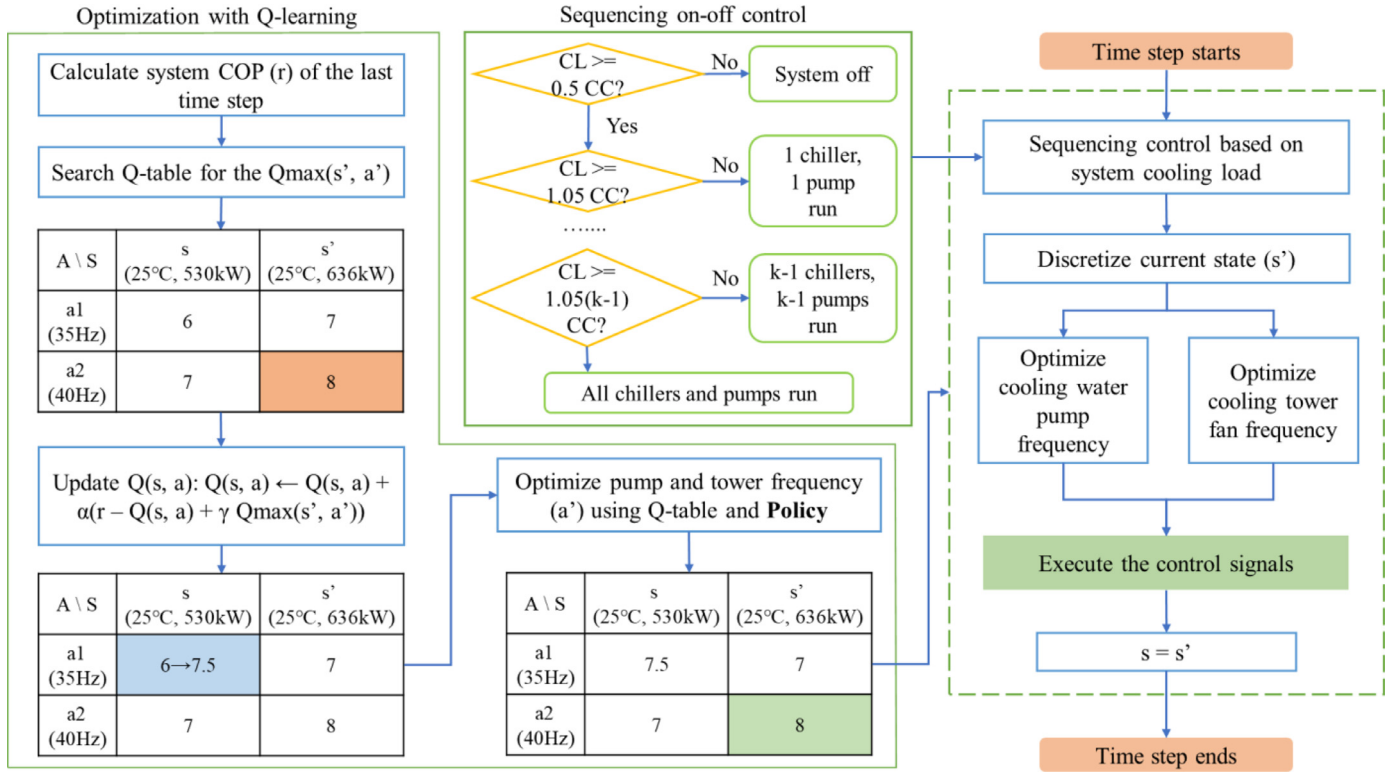 Optimization with Q-learning
Calculate system COP (r) of the last
time step
Search Q-table for the Qmax(s’, a’)
A \ S
s
(25℃, 530kW)
s’
(25℃, 636kW)
a1
(35Hz)
6
7
a2
(40Hz)
7
8
Update Q(s, a): Q(s, a) ← Q(s, a) +
α(r – Q(s, a) + γ Qmax(s’, a’))
A \ S
s
(25℃, 530kW)
s’
(25℃, 636kW)
a1
(35Hz)
6→7.5
7
a2
(40Hz)
7
8
Optimize pump and tower frequency
(a’) using Q-table and Policy
A \ S
s
(25℃, 530kW)
s’
(25℃, 636kW)
a1
(35Hz)
7.5
7
a2
(40Hz)
7
8
Sequencing on-off control
CL >=
0.5 CC?
No
System off
Yes
CL >=
1.05 CC?
No
1 chiller,
1 pump
run
…....
CL >=
1.05(k-1)
CC?
No
k-1 chillers,
k-1 pumps
run
All chillers and pumps run
Time step starts
Sequencing control based on
system cooling load
Discretize current state (s’)
Optimize
cooling water
pump
frequency
Optimize
cooling tower
fan frequency
Execute the control signals
s = s’
Time step ends